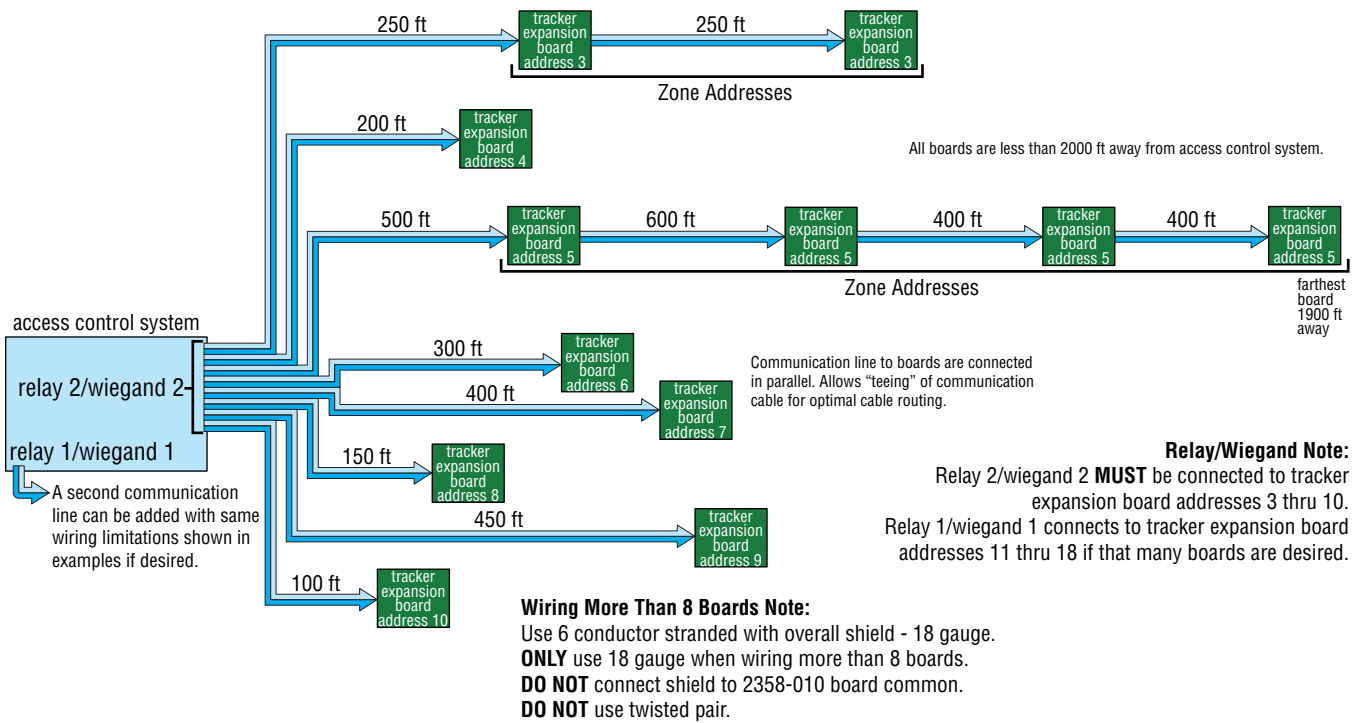 250 ft
tracker
expansion
board
address 3
250 ft
tracker
expansion
board
address 3
Zone Addresses
200 ft
tracker
expansion
board
address 4
All boards are less than 2000 ft away from access control system.
500 ft
tracker
expansion
board
address 5
600 ft
tracker
expansion
board
address 5
400 ft
tracker
expansion
board
address 5
400 ft
tracker
expansion
board
address 5
Zone Addresses
farthest
board
1900 ft
away
access control system
relay 2/wiegand 2
relay 1/wiegand 1
A second communication
line can be added with same
wiring limitations shown in
examples if desired.
300 ft
tracker
expansion
board
address 6
400 ft
tracker
expansion
board
address 7
Communication line to boards are connected
in parallel. Allows “teeing” of communication
cable for optimal cable routing.
150 ft
tracker
expansion
board
address 8
450 ft
tracker
expansion
board
address 9
100 ft
tracker
expansion
board
address 10
Relay/Wiegand Note:
Relay 2/wiegand 2 MUST be connected to tracker
expansion board addresses 3 thru 10.
Relay 1/wiegand 1 connects to tracker expansion board
addresses 11 thru 18 if that many boards are desired.
Wiring More Than 8 Boards Note:
Use 6 conductor stranded with overall shield - 18 gauge.
ONLY use 18 gauge when wiring more than 8 boards.
DO NOT connect shield to 2358-010 board common.
DO NOT use twisted pair.